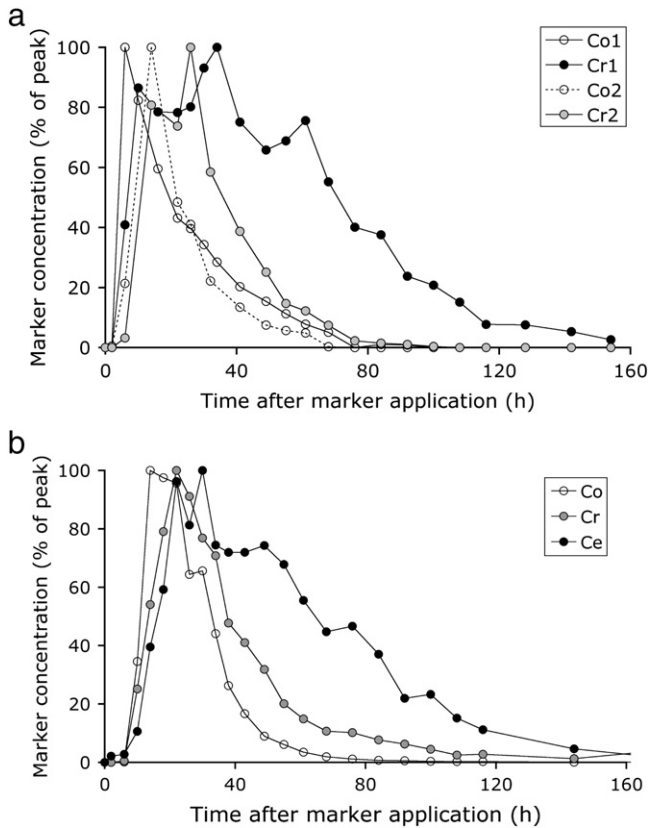 a
Marker concentration (% of peak)
100
80
60
40
20
0
0 40 80 120 160
Time after marker application (h)
Co1
Cr1
Co2
Cr2
b
Marker concentration (% of peak)
100
80
60
40
20
0
0 40 80 120 160
Time after marker application (h)
Co
Cr
Ce